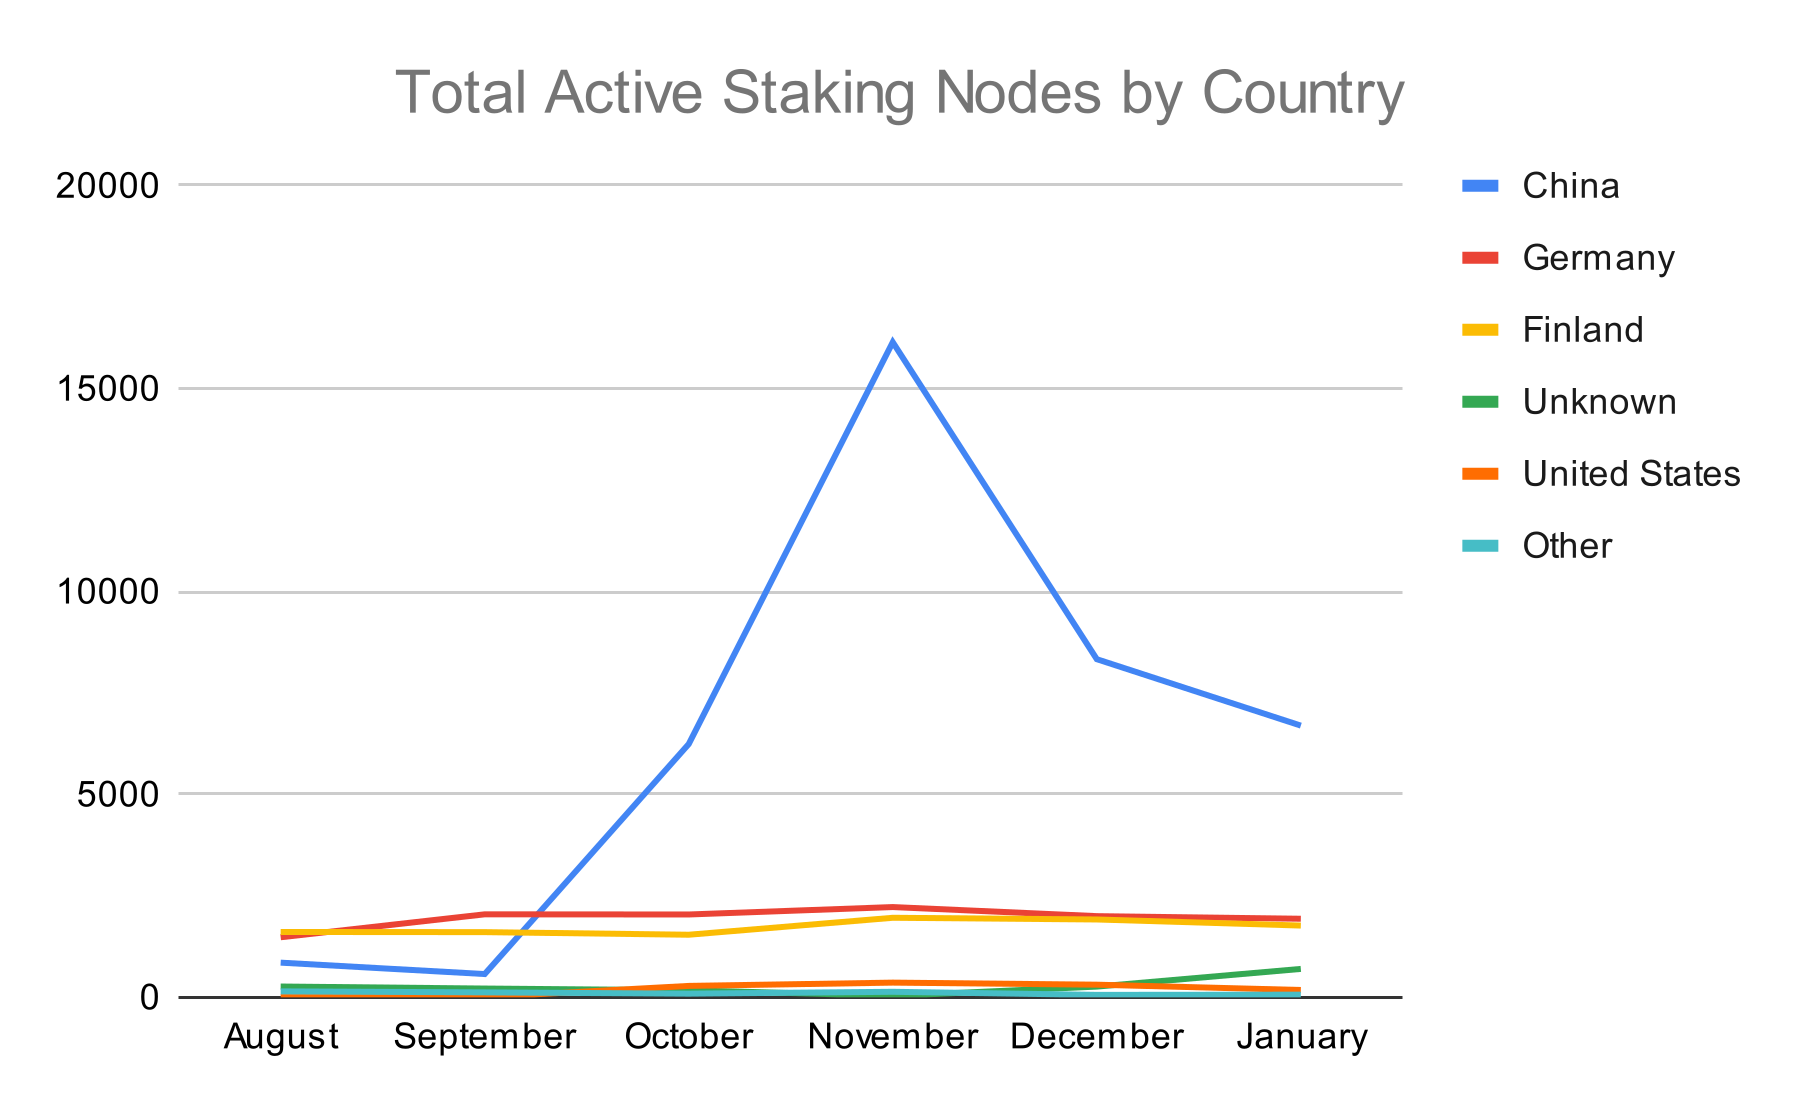 Total Active Staking Nodes by Country
20000
15000
10000
5000
0
August
September
October
November
December
January
China
Germany
Finland
Unknown
United States
Other